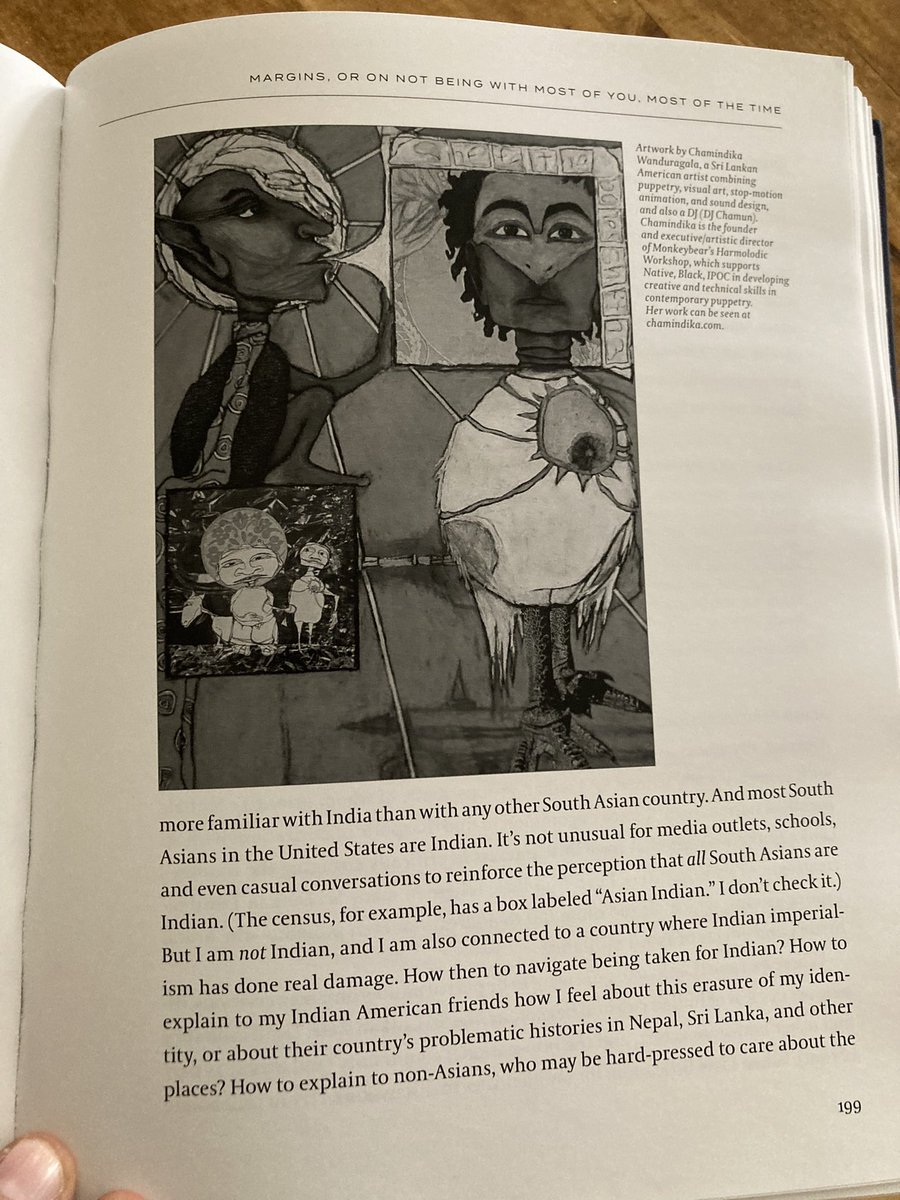 MARGINS, OR ON NOT BEING WITH MOST OF YOU, MOST OF THE TIME
Artwork by Chamindika
Wanduragala, a Sri Lankan
American artist combining
puppetry, visual art, stop-motion
animation, and sound design,
and also a DJ (DJ Chamun).
Chamindika is the founder
and executive/artistic director
of Monkeybear's Harmolodic
Workshop, which supports
Native, Black, IPOC in developing
creative and technical skills in
contemporary puppetry.
Her work can be seen at
chamindika.com.
more familiar with India than with any other South Asian country. And most South
Asians in the United States are Indian. It's not unusual for media outlets, schools,
and even casual conversations to reinforce the perception that all South Asians are
Indian. (The census, for example, has a box labeled “Asian Indian.” I don't check it.)
But I am not Indian, and I am also connected to a country where Indian imperial-
ism has done real damage. How then to navigate being taken for Indian? How to
explain to my Indian American friends how I feel about this erasure of my iden-
tity, or about their country's problematic histories in Nepal, Sri Lanka, and other
places? How to explain to non-Asians, who may be hard-pressed to care about the
199